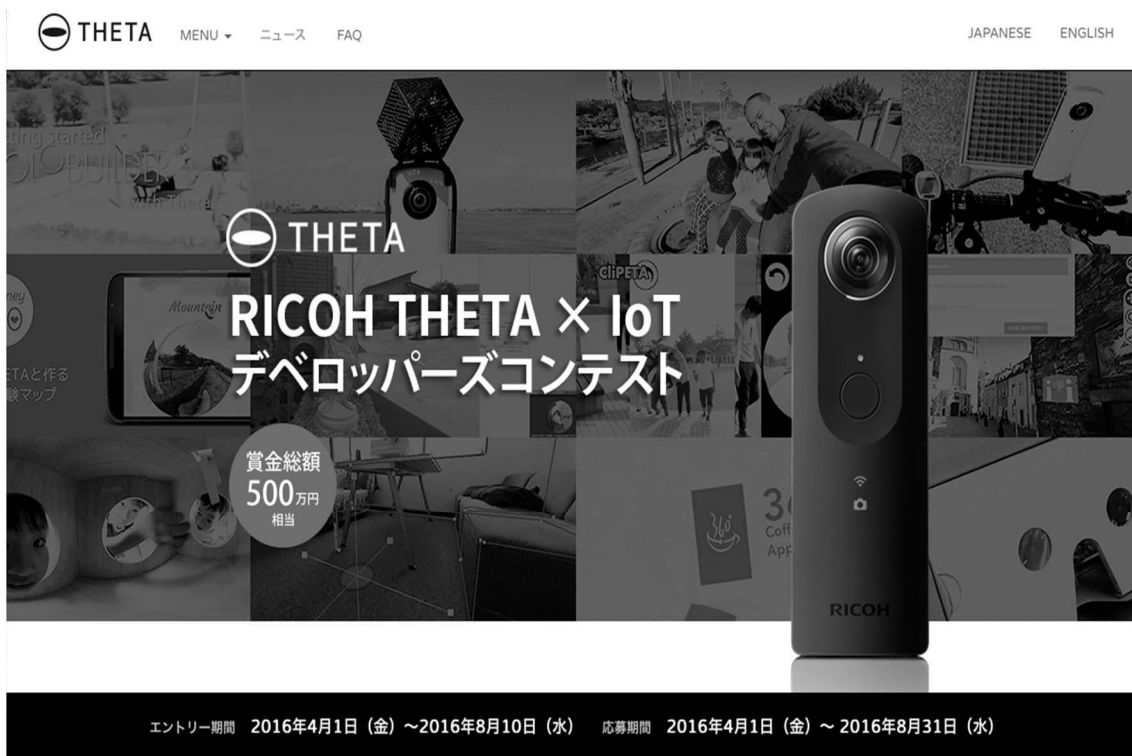 THETA
MENU
ニュース
FAQ
JAPANESE
ENGLISH
THETA
RICOH THETA × IoT
デベロッパーズコンテスト
賞金総額
500万円
相当
Mountain
CliPETA
360°
RICOH
エントリー期間 2016年4月1日（金）～2016年8月10日（水） 応募期間 2016年4月1日（金）～ 2016年8月31日（水）